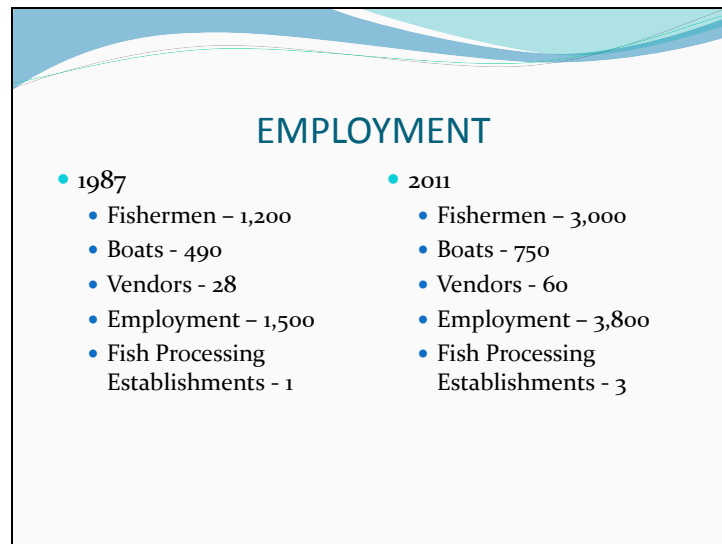 EMPLOYMENT
• 1987
• Fishermen – 1,200
• Boats - 490
• Vendors - 28
• Employment – 1,500
• Fish Processing
Establishments - 1
• 2011
• Fishermen – 3,000
• Boats - 750
• Vendors - 60
• Employment – 3,800
• Fish Processing
Establishments - 3